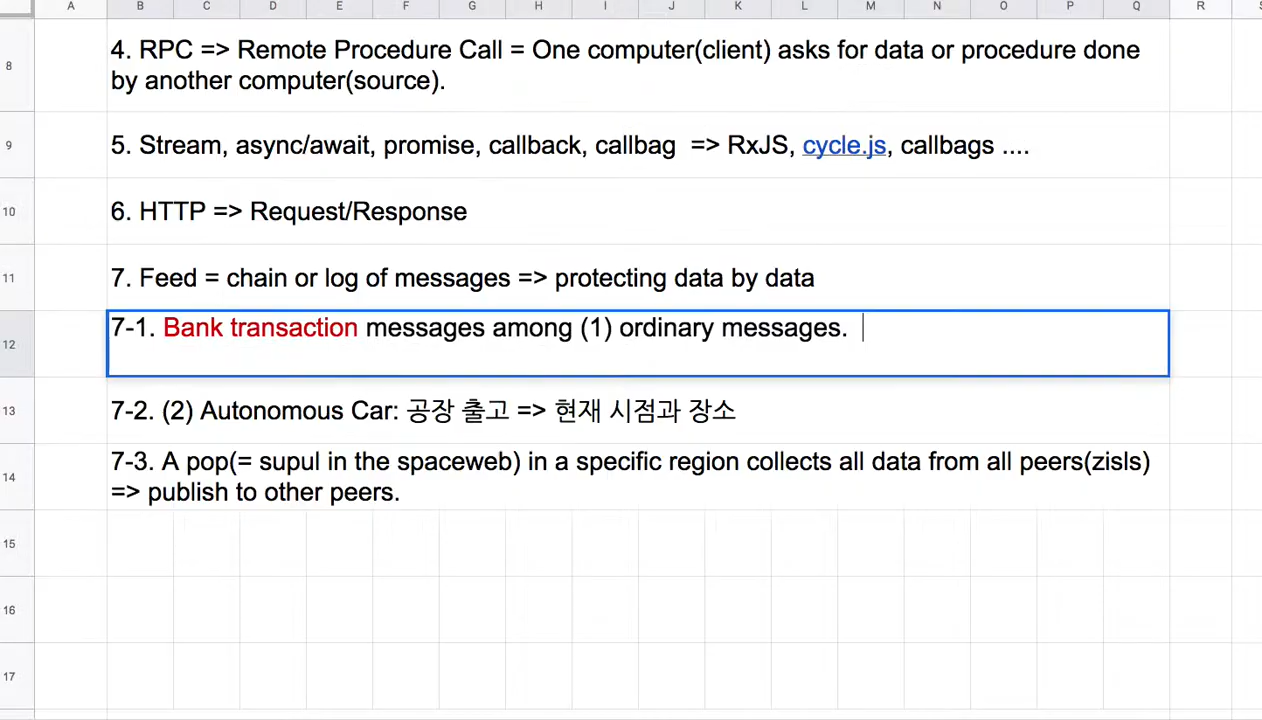 B C D E F G H I J K L M N O P Q R
A
8
4. RPC => Remote Procedure Call = One computer(client) asks for data or procedure done
by another computer(source).
9
5. Stream, async/await, promise, callback, callbag => RxJS, cycle.js, callbags ....
10
6. HTTP => Request/Response
11
7. Feed = chain or log of messages => protecting data by data
12
7-1. Bank transaction messages among (1) ordinary messages.
13
7-2. (2) Autonomous Car: 공장 출고 => 현재 시점과 장소
14
7-3. A pop(= supul in the spaceweb) in a specific region collects all data from all peers(zisls)
=> publish to other peers.
15
16
17